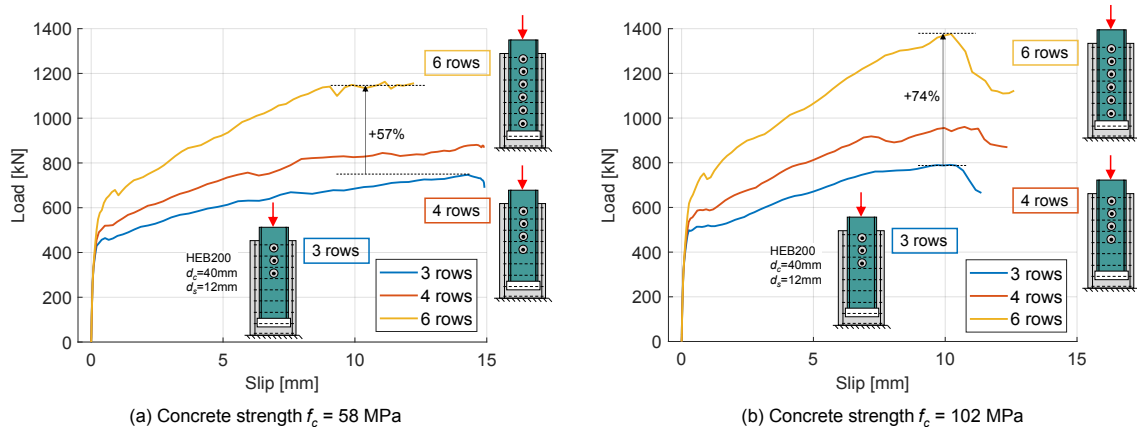 1400
1200
1000
800
600
400
200
0
Load [kN]
0
5
10
15
Slip [mm]
6 rows
+57%
4 rows
3 rows
HEB200
d_c=40mm
d_s=12mm
3 rows
4 rows
6 rows
(a) Concrete strength f_c = 58 MPa
1400
1200
1000
800
600
400
200
0
Load [kN]
0
5
10
15
Slip [mm]
6 rows
+74%
4 rows
3 rows
HEB200
d_c=40mm
d_s=12mm
3 rows
4 rows
6 rows
(b) Concrete strength f_c = 102 MPa